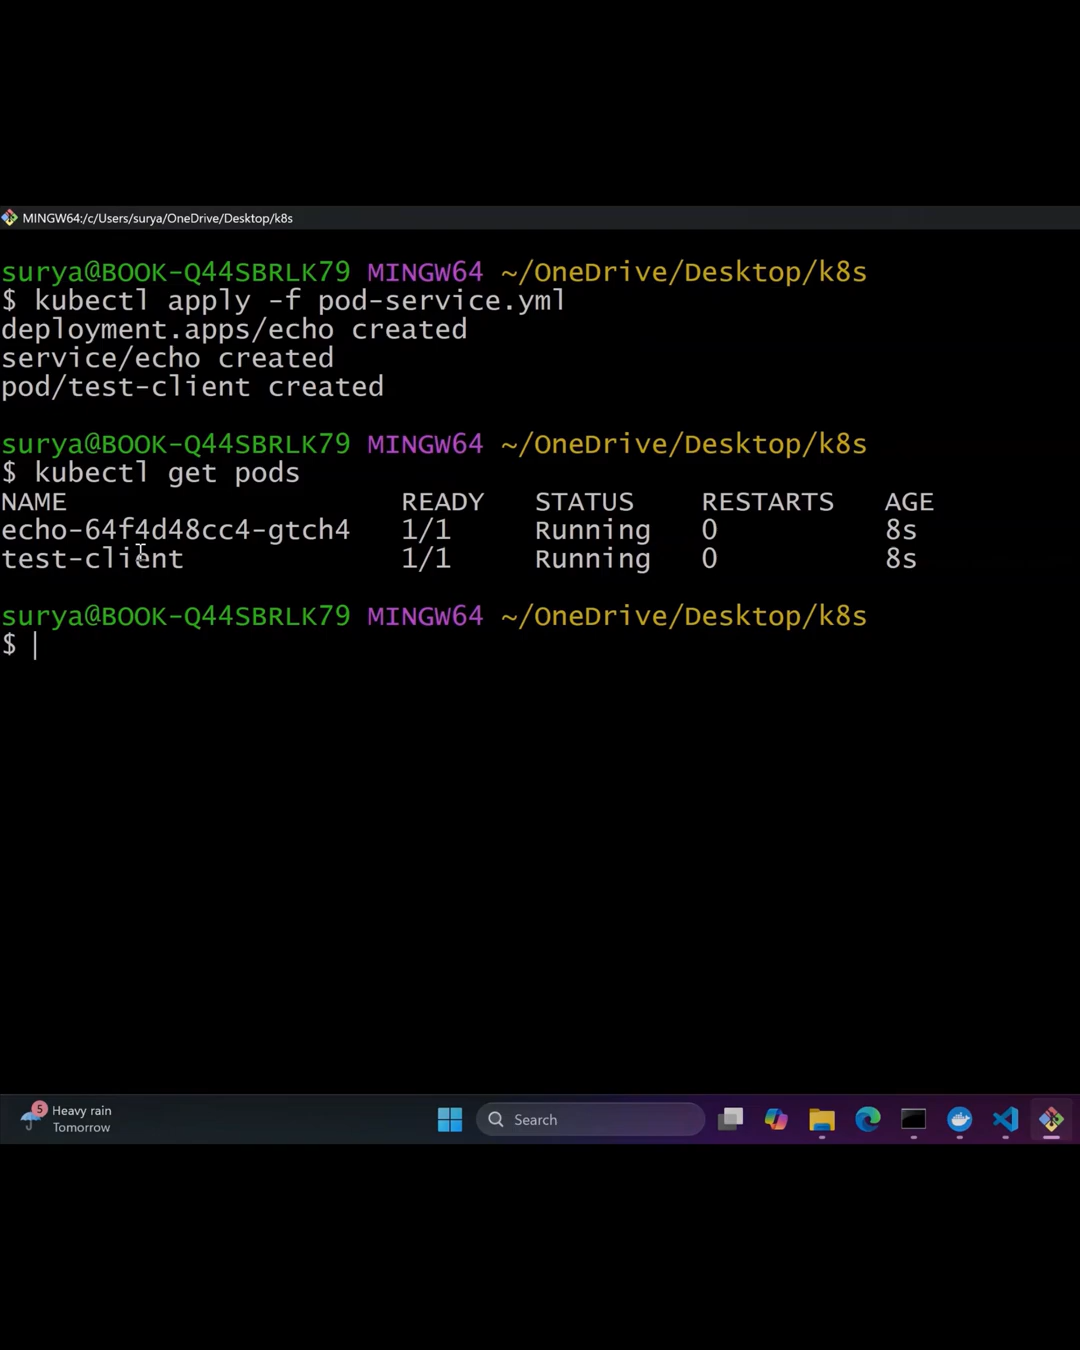 MINGW64:/c/Users/surya/OneDrive/Desktop/k8s
surya@BOOK-Q44SBRLK79 MINGW64 ~/OneDrive/Desktop/k8s
$ kubectl apply -f pod-service.yml
deployment.apps/echo created
service/echo created
pod/test-client created
surya@BOOK-Q44SBRLK79 MINGW64 ~/OneDrive/Desktop/k8s
$ kubectl get pods
NAME READY STATUS RESTARTS AGE
echo-64f4d48cc4-gtch4 1/1 Running 0 8s
test-client 1/1 Running 0 8s
surya@BOOK-Q44SBRLK79 MINGW64 ~/OneDrive/Desktop/k8s
$
5
Heavy rain
Tomorrow
Search